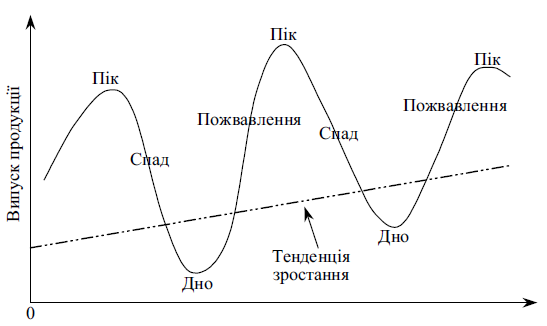 Пік
Пік
Пік
Пожвавлення
Пожвавлення
Спад
Спад
Випуск продукції
Дно
Тенденція
зростання
Дно
0